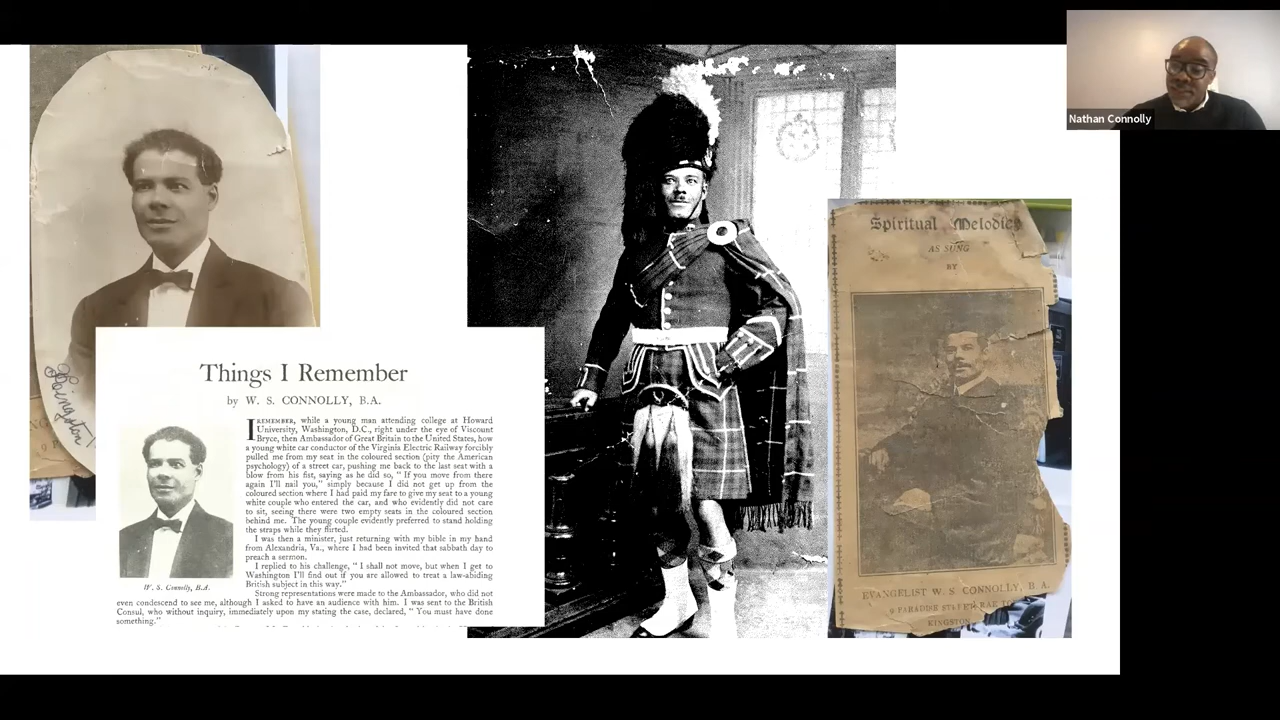 Nathan Connolly
Kingston
Things I Remember
by W. S. CONNOLLY, B.A.
I REMEMBER, while a young man attending college at Howard
University, Washington, D.C., right under the eye of Viscount
Bryce, then Ambassador of Great Britain to the United States, how
a young white car conductor of the Virginia Electric Railway forcibly
pulled me from my seat in the coloured section (pity the American
psychology) of a street car, pushing me back to the last seat with a
blow from his fist, saying as he did so, " If you move from there
again I'll nail you," simply because I did not get up from the
coloured section where I had paid my fare to give my seat to a young
white couple who entered the car, and who evidently did not care
to sit, seeing there were two empty seats in the coloured section
behind me. The young couple evidently preferred to stand holding
the straps while they flirted.
I was then a minister, just returning with my bible in my hand
from Alexandria, Va., where I had been invited that sabbath day to
preach a sermon.
I replied to his challenge, " I shall not move, but when I get to
Washington I'll find out if you are allowed to treat a law-abiding
British subject in this way."
Strong representations were made to the Ambassador, who did not
even condescend to see me, although I asked to have an audience with him. I was sent to the British
Consul, who without inquiry, immediately upon my stating the case, declared, " You must have done
something."
W. S. Connolly, B.A.
Spiritual Melodies
AS SUNG
BY
EVANGELIST W. S. CONNOLLY, B. A.
KINGSTON